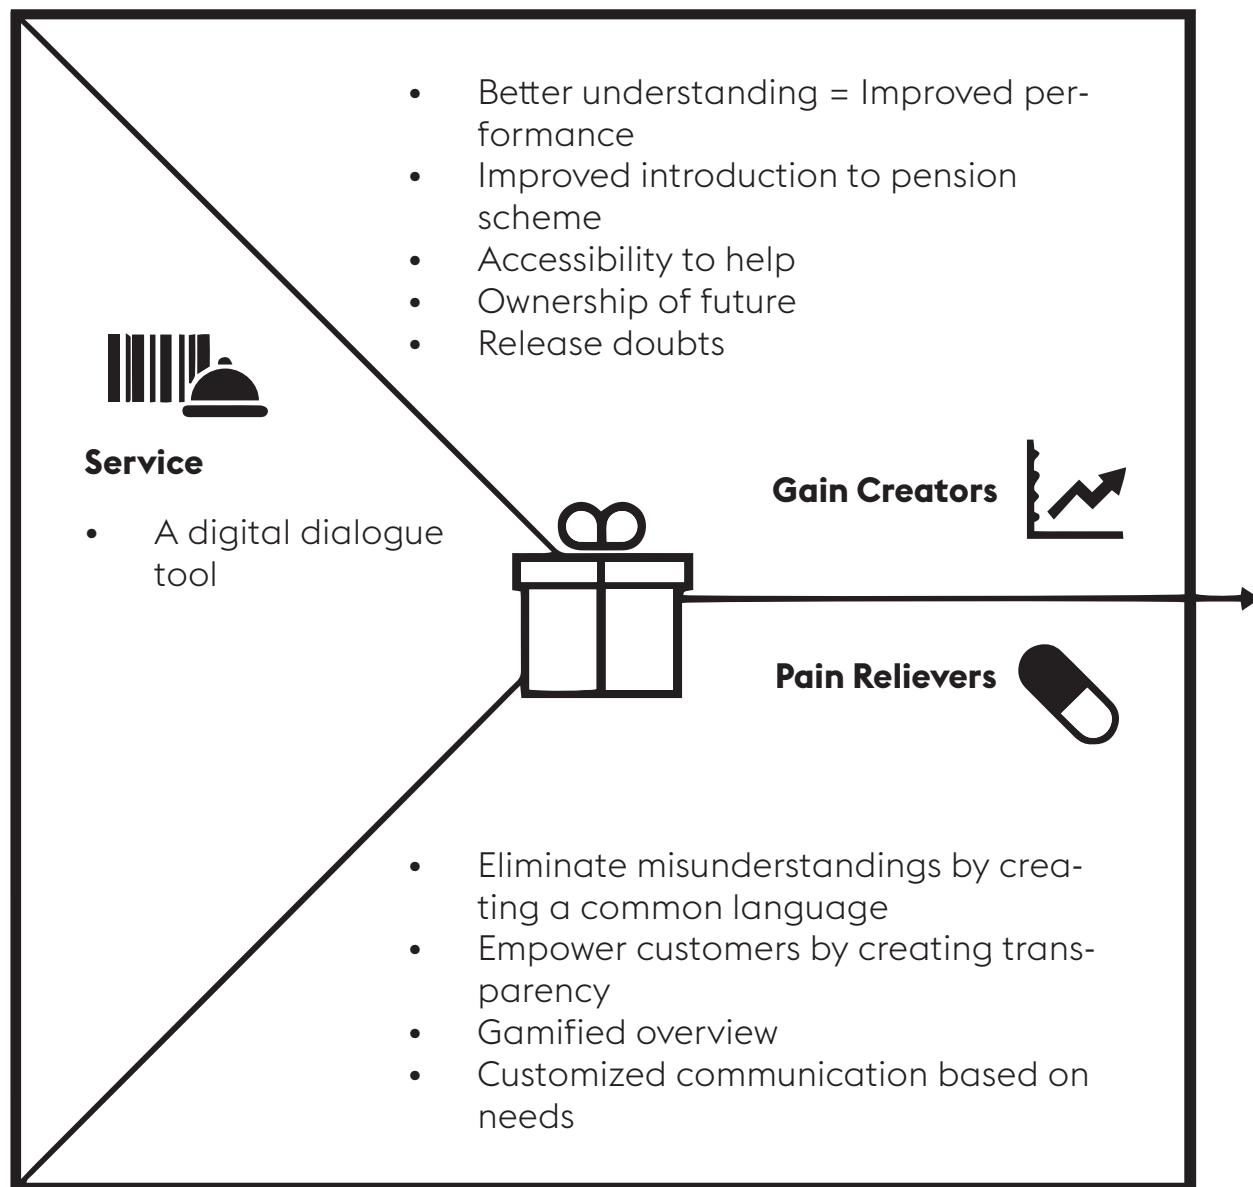 • Better understanding = Improved per-
formance
• Improved introduction to pension
scheme
• Accessibility to help
• Ownership of future
• Release doubts
Service
• A digital dialogue
tool
Gain Creators
Pain Relievers
• Eliminate misunderstandings by crea-
ting a common language
• Empower customers by creating trans-
parency
• Gamified overview
• Customized communication based on
needs